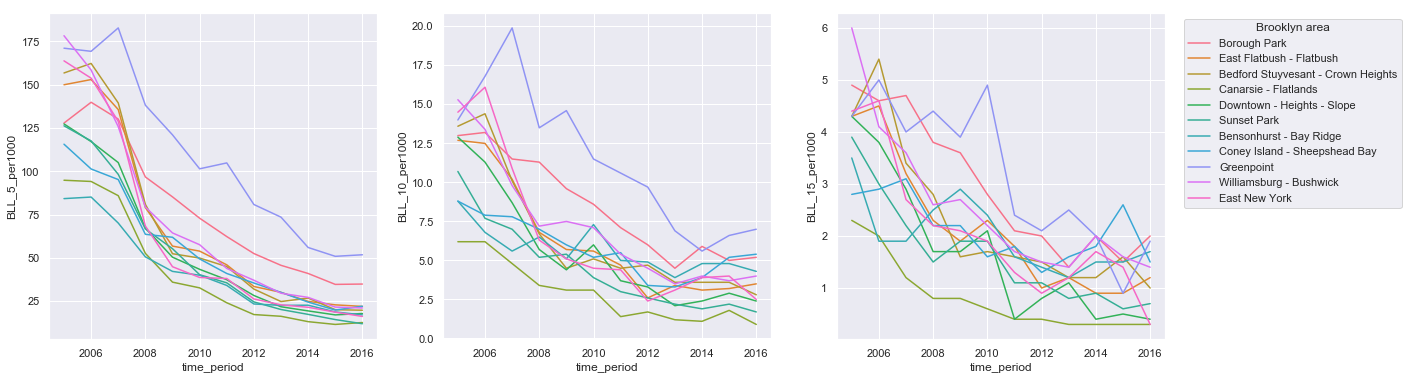 BLL_5_per1000
175
150
125
100
75
50
25
2006 2008 2010 2012 2014 2016
time_period
BLL_10_per1000
20.0
17.5
15.0
12.5
10.0
7.5
5.0
2.5
0.0
2006 2008 2010 2012 2014 2016
time_period
BLL_15_per1000
6
5
4
3
2
1
2006 2008 2010 2012 2014 2016
time_period
Brooklyn area
Borough Park
East Flatbush - Flatbush
Bedford Stuyvesant - Crown Heights
Canarsie - Flatlands
Downtown - Heights - Slope
Sunset Park
Bensonhurst - Bay Ridge
Coney Island - Sheepshead Bay
Greenpoint
Williamsburg - Bushwick
East New York